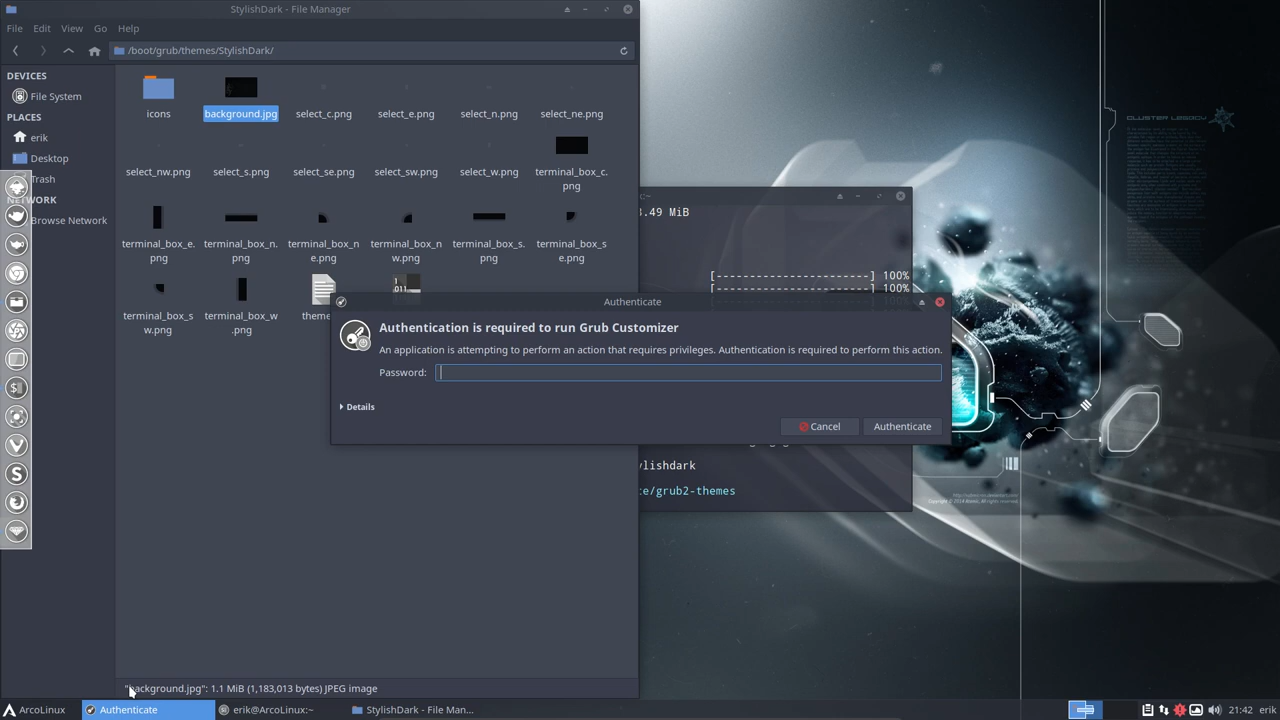 StylishDark - File Manager
File Edit View Go Help
/boot/grub/themes/StylishDark/
DEVICES
File System
PLACES
erik
Desktop
Trash
NETWORK
Browse Network
icons background.jpg select_c.png select_e.png select_n.png select_ne.png
select_nw.png select_s.png select_se.png select_sw.png select_w.png terminal_box_c.
png
terminal_box_e. terminal_box_n. terminal_box_n terminal_box_n terminal_box_s. terminal_box_s
png png e.png w.png png e.png
terminal_box_s terminal_box_w theme
w.png .png
"background.jpg": 1.1 MiB (1,183,013 bytes) JPEG image
:~
3.49 MiB
[----------------------] 100%
[----------------------] 100%
ylishdark
ce/grub2-themes
Authenticate
Authentication is required to run Grub Customizer
An application is attempting to perform an action that requires privileges. Authentication is required to perform this action.
Password:
Details
Cancel Authenticate
CLUSTER LEGACY
ArcoLinux Authenticate erik@ArcoLinux:~ StylishDark - File Man... 21:42 erik